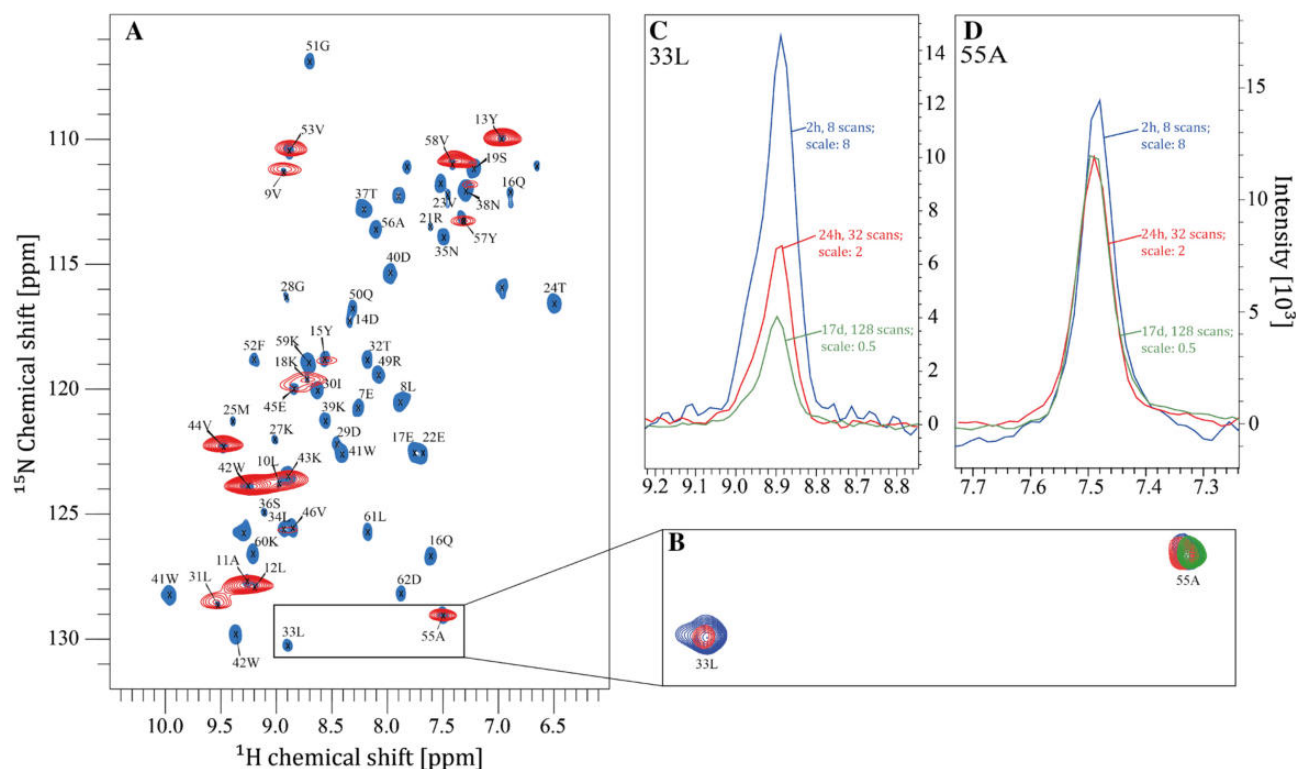 A
51G
53V
13Y
58V
19S
9V
16Q
37T
23V
38N
21R
56A
57Y
35N
40D
28G
50Q
24T
14D
59K
15Y
52F
32T
18K
49R
30I
8L
45E
39K
7E
25M
44V
27K
29D
41W
17E 22E
10L
43K
42W
36S
34I
46V
61L
60K
16Q
11A
12L
31L
41W
62D
33L
55A
42W
110
115
120
125
130
15N Chemical shift [ppm]
10.0 9.0 9.0 8.0 7.5 7.0 6.5
1H chemical shift [ppm]
C
33L
2h, 8 scans;
scale: 8
24h, 32 scans;
scale: 2
17d, 128 scans;
scale: 0.5
14
12
10
8
6
4
2
0
9.2 9.1 9.0 8.9 8.8 8.8
D
55A
2h, 8 scans;
scale: 8
24h, 32 scans;
scale: 2
17d, 128 scans;
scale: 0.5
15
10
5
0
Intensity [10³]
7.7 7.6 7.5 7.4 7.3
B
55A
33L